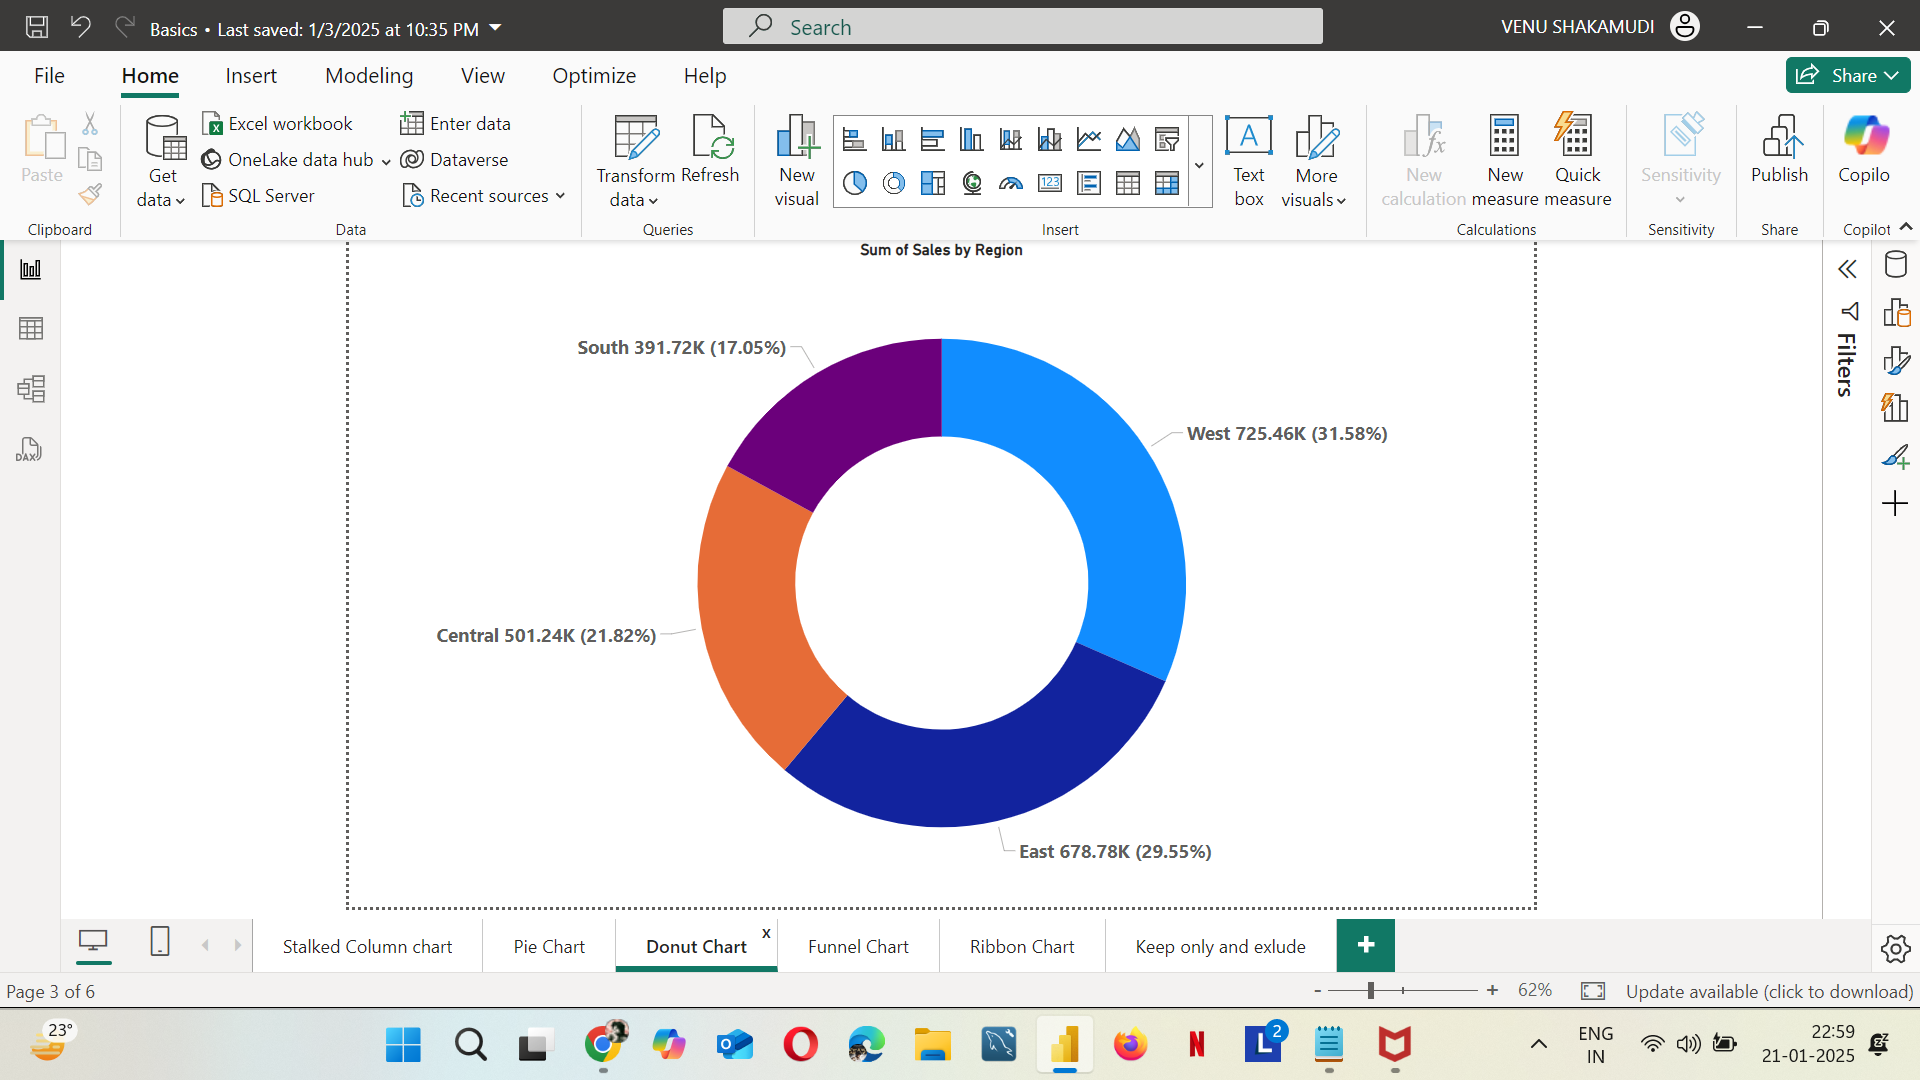 Basics • Last saved: 1/3/2025 at 10:35 PM
Search
VENU SHAKAMUDI
File Home Insert Modeling View Optimize Help
Share
Paste
Clipboard
Get data
Excel workbook
OneLake data hub
SQL Server
Enter data
Dataverse
Recent sources
Data
Transform data
Refresh
Queries
New visual
123
A
Text box
More visuals
Insert
New calculation
New measure
Quick measure
Calculations
Sensitivity
Sensitivity
Publish
Share
Copilo
Copilot
DAX
Sum of Sales by Region
South 391.72K (17.05%)
West 725.46K (31.58%)
Central 501.24K (21.82%)
East 678.78K (29.55%)
Filters
Stalked Column chart
Pie Chart
Donut Chart
x
Funnel Chart
Ribbon Chart
Keep only and exlude
+
Page 3 of 6
- + 62%
Update available (click to download)
23°
N
L
2
ENG
IN
22:59
21-01-2025